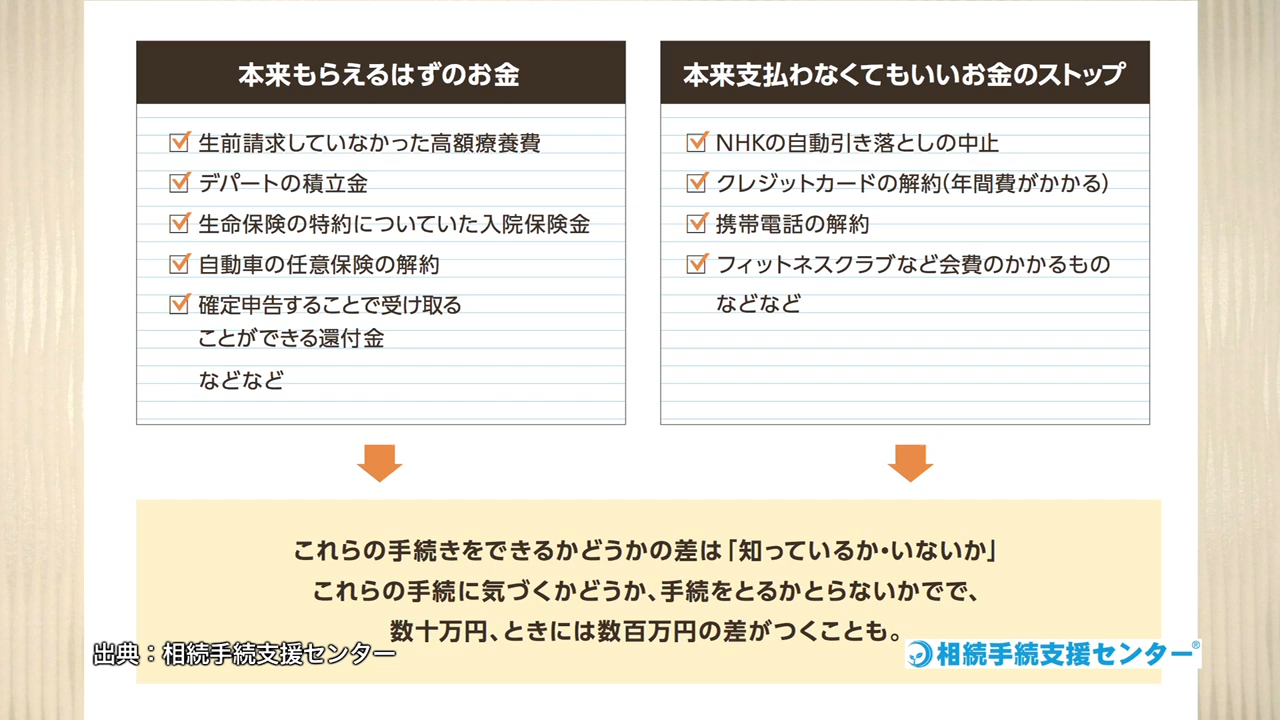 本来もらえるはずのお金
生前請求していなかった高額療養費
デパートの積立金
生命保険の特約についていた入院保険金
自動車の任意保険の解約
確定申告することで受け取る
ことができる還付金
などなど
本来支払わなくてもいいお金のストップ
NHKの自動引き落としの中止
クレジットカードの解約(年間費がかかる)
携帯電話の解約
フィットネスクラブなど会費のかかるもの
などなど
これらの手続きをできるかどうかの差は「知っているか・いないか」
これらの手続に気づくかどうか、手続をとるかとらないかでで、
数十万円、ときには数百万円の差がつくことも。
出典：相続手続支援センター
相続手続支援センター®